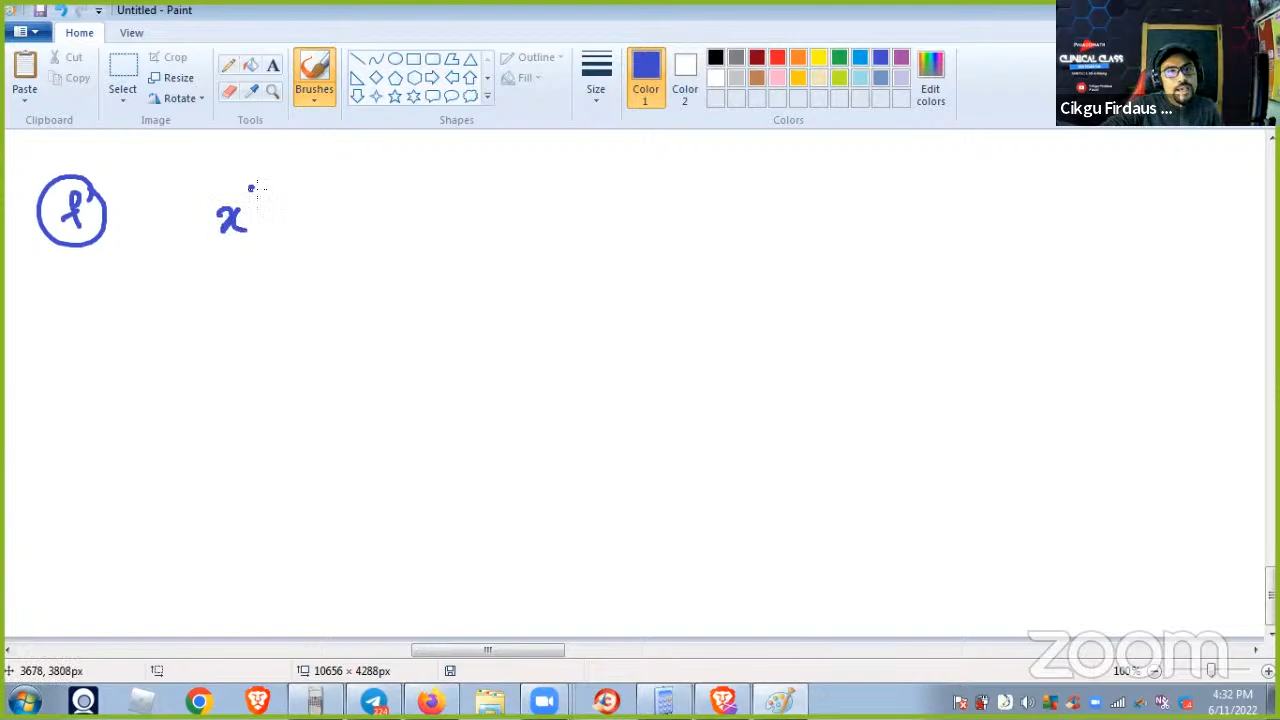 Untitled - Paint
Home View
Paste
Cut
Copy
Clipboard
Select
Crop
Resize
Rotate
Image
A
Tools
Brushes
Shapes
Outline
Fill
Size
Color 1
Color 2
Edit colors
Colors
CLINICAL CLASS
Cikgu Firdaus ...
x
zoom
3678, 3808px
10656 × 4288px
100%
4:32 PM
6/11/2022